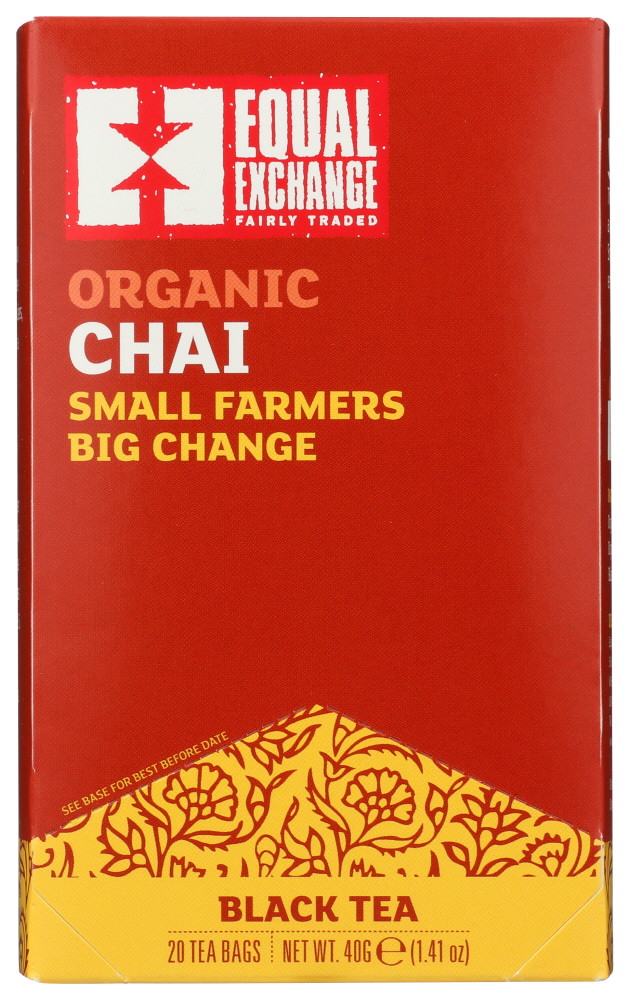 EQUAL
EXCHANGE
FAIRLY TRADED
ORGANIC
CHAI
SMALL FARMERS
BIG CHANGE
SEE BASE FOR BEST BEFORE DATE
BLACK TEA
20 TEA BAGS NET WT. 40G ℮ (1.41 oz)